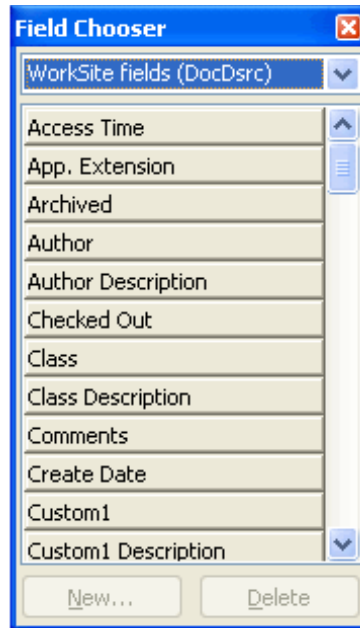 Field Chooser
WorkSite fields (DocDsrc)
Access Time
App. Extension
Archived
Author
Author Description
Checked Out
Class
Class Description
Comments
Create Date
Custom1
Custom1 Description
New...
Delete